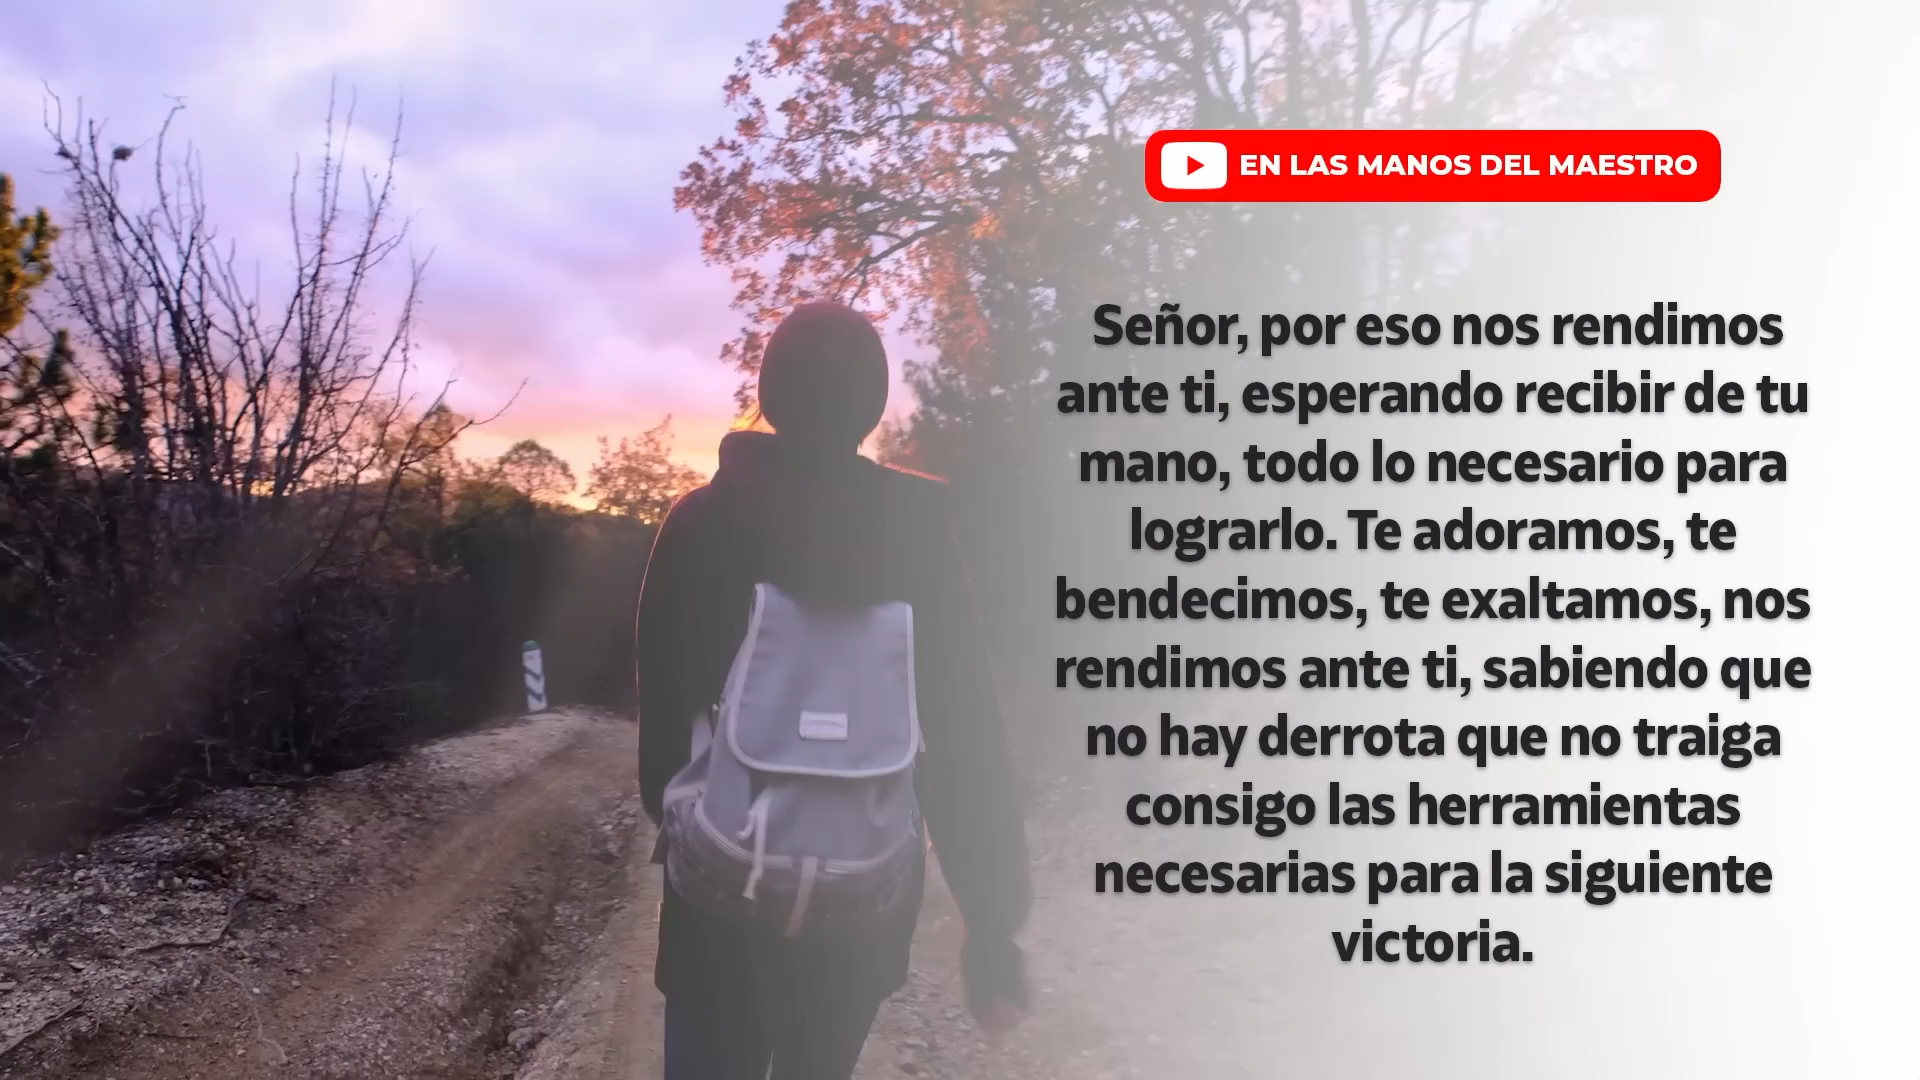 EN LAS MANOS DEL MAESTRO
Señor, por eso nos rendimos
ante ti, esperando recibir de tu
mano, todo lo necesario para
lograrlo. Te adoramos, te
bendecimos, te exaltamos, nos
rendimos ante ti, sabiendo que
no hay derrota que no traiga
consigo las herramientas
necesarias para la siguiente
victoria.